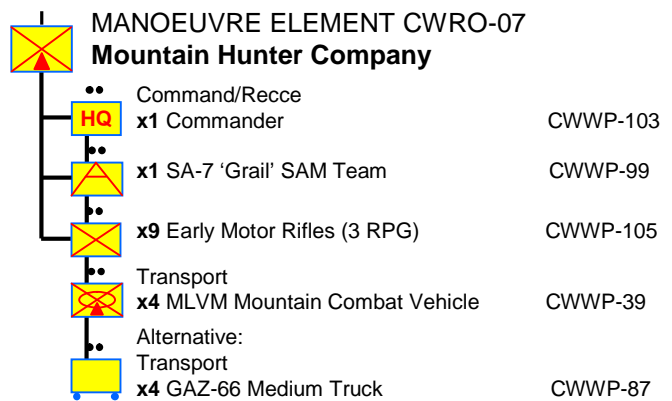 MANOEUVRE ELEMENT CWRO-07
Mountain Hunter Company
Command/Recce
HQ x1 Commander CWWP-103
x1 SA-7 ‘Grail’ SAM Team CWWP-99
x9 Early Motor Rifles (3 RPG) CWWP-105
Transport
x4 MLVM Mountain Combat Vehicle CWWP-39
Alternative:
Transport
x4 GAZ-66 Medium Truck CWWP-87